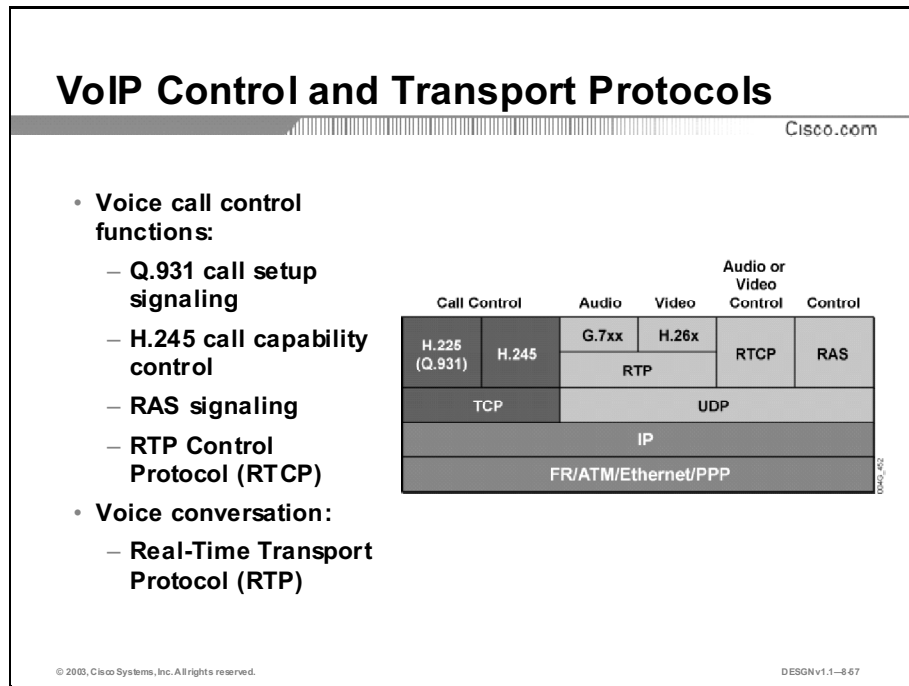 VoIP Control and Transport Protocols
Cisco.com
• Voice call control
functions:
– Q.931 call setup
signaling
– H.245 call capability
control
– RAS signaling
– RTP Control
Protocol (RTCP)
• Voice conversation:
– Real-Time Transport
Protocol (RTP)
Call Control
Audio
Video
Audio or
Video
Control
Control
H.225
(Q.931)
H.245
G.7xx
H.26x
RTP
RTCP
RAS
TCP
UDP
IP
FR/ATM/Ethernet/PPP
004G_452
© 2003, Cisco Systems, Inc. All rights reserved.
DESGN v1.1—8-57